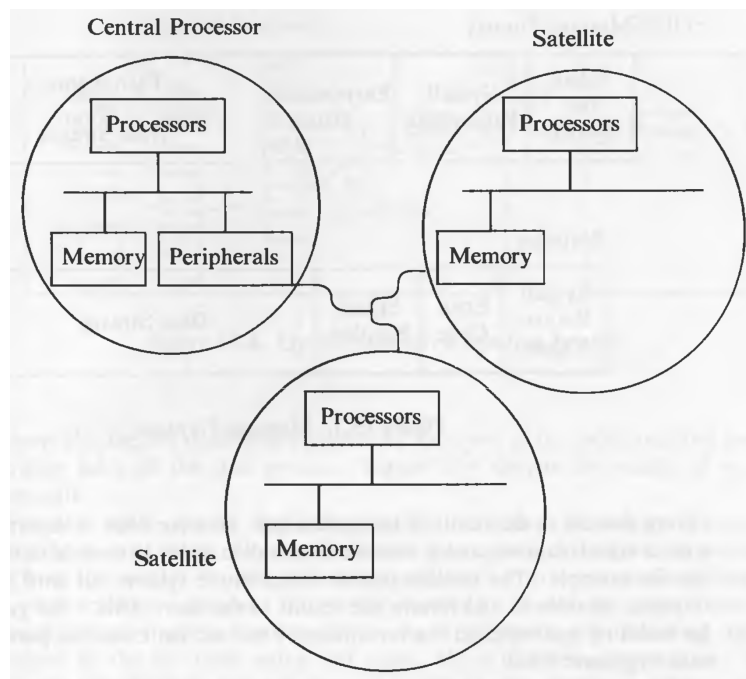 Central Processor
Satellite
Processors
Processors
Memory
Peripherals
Memory
Processors
Memory
Satellite